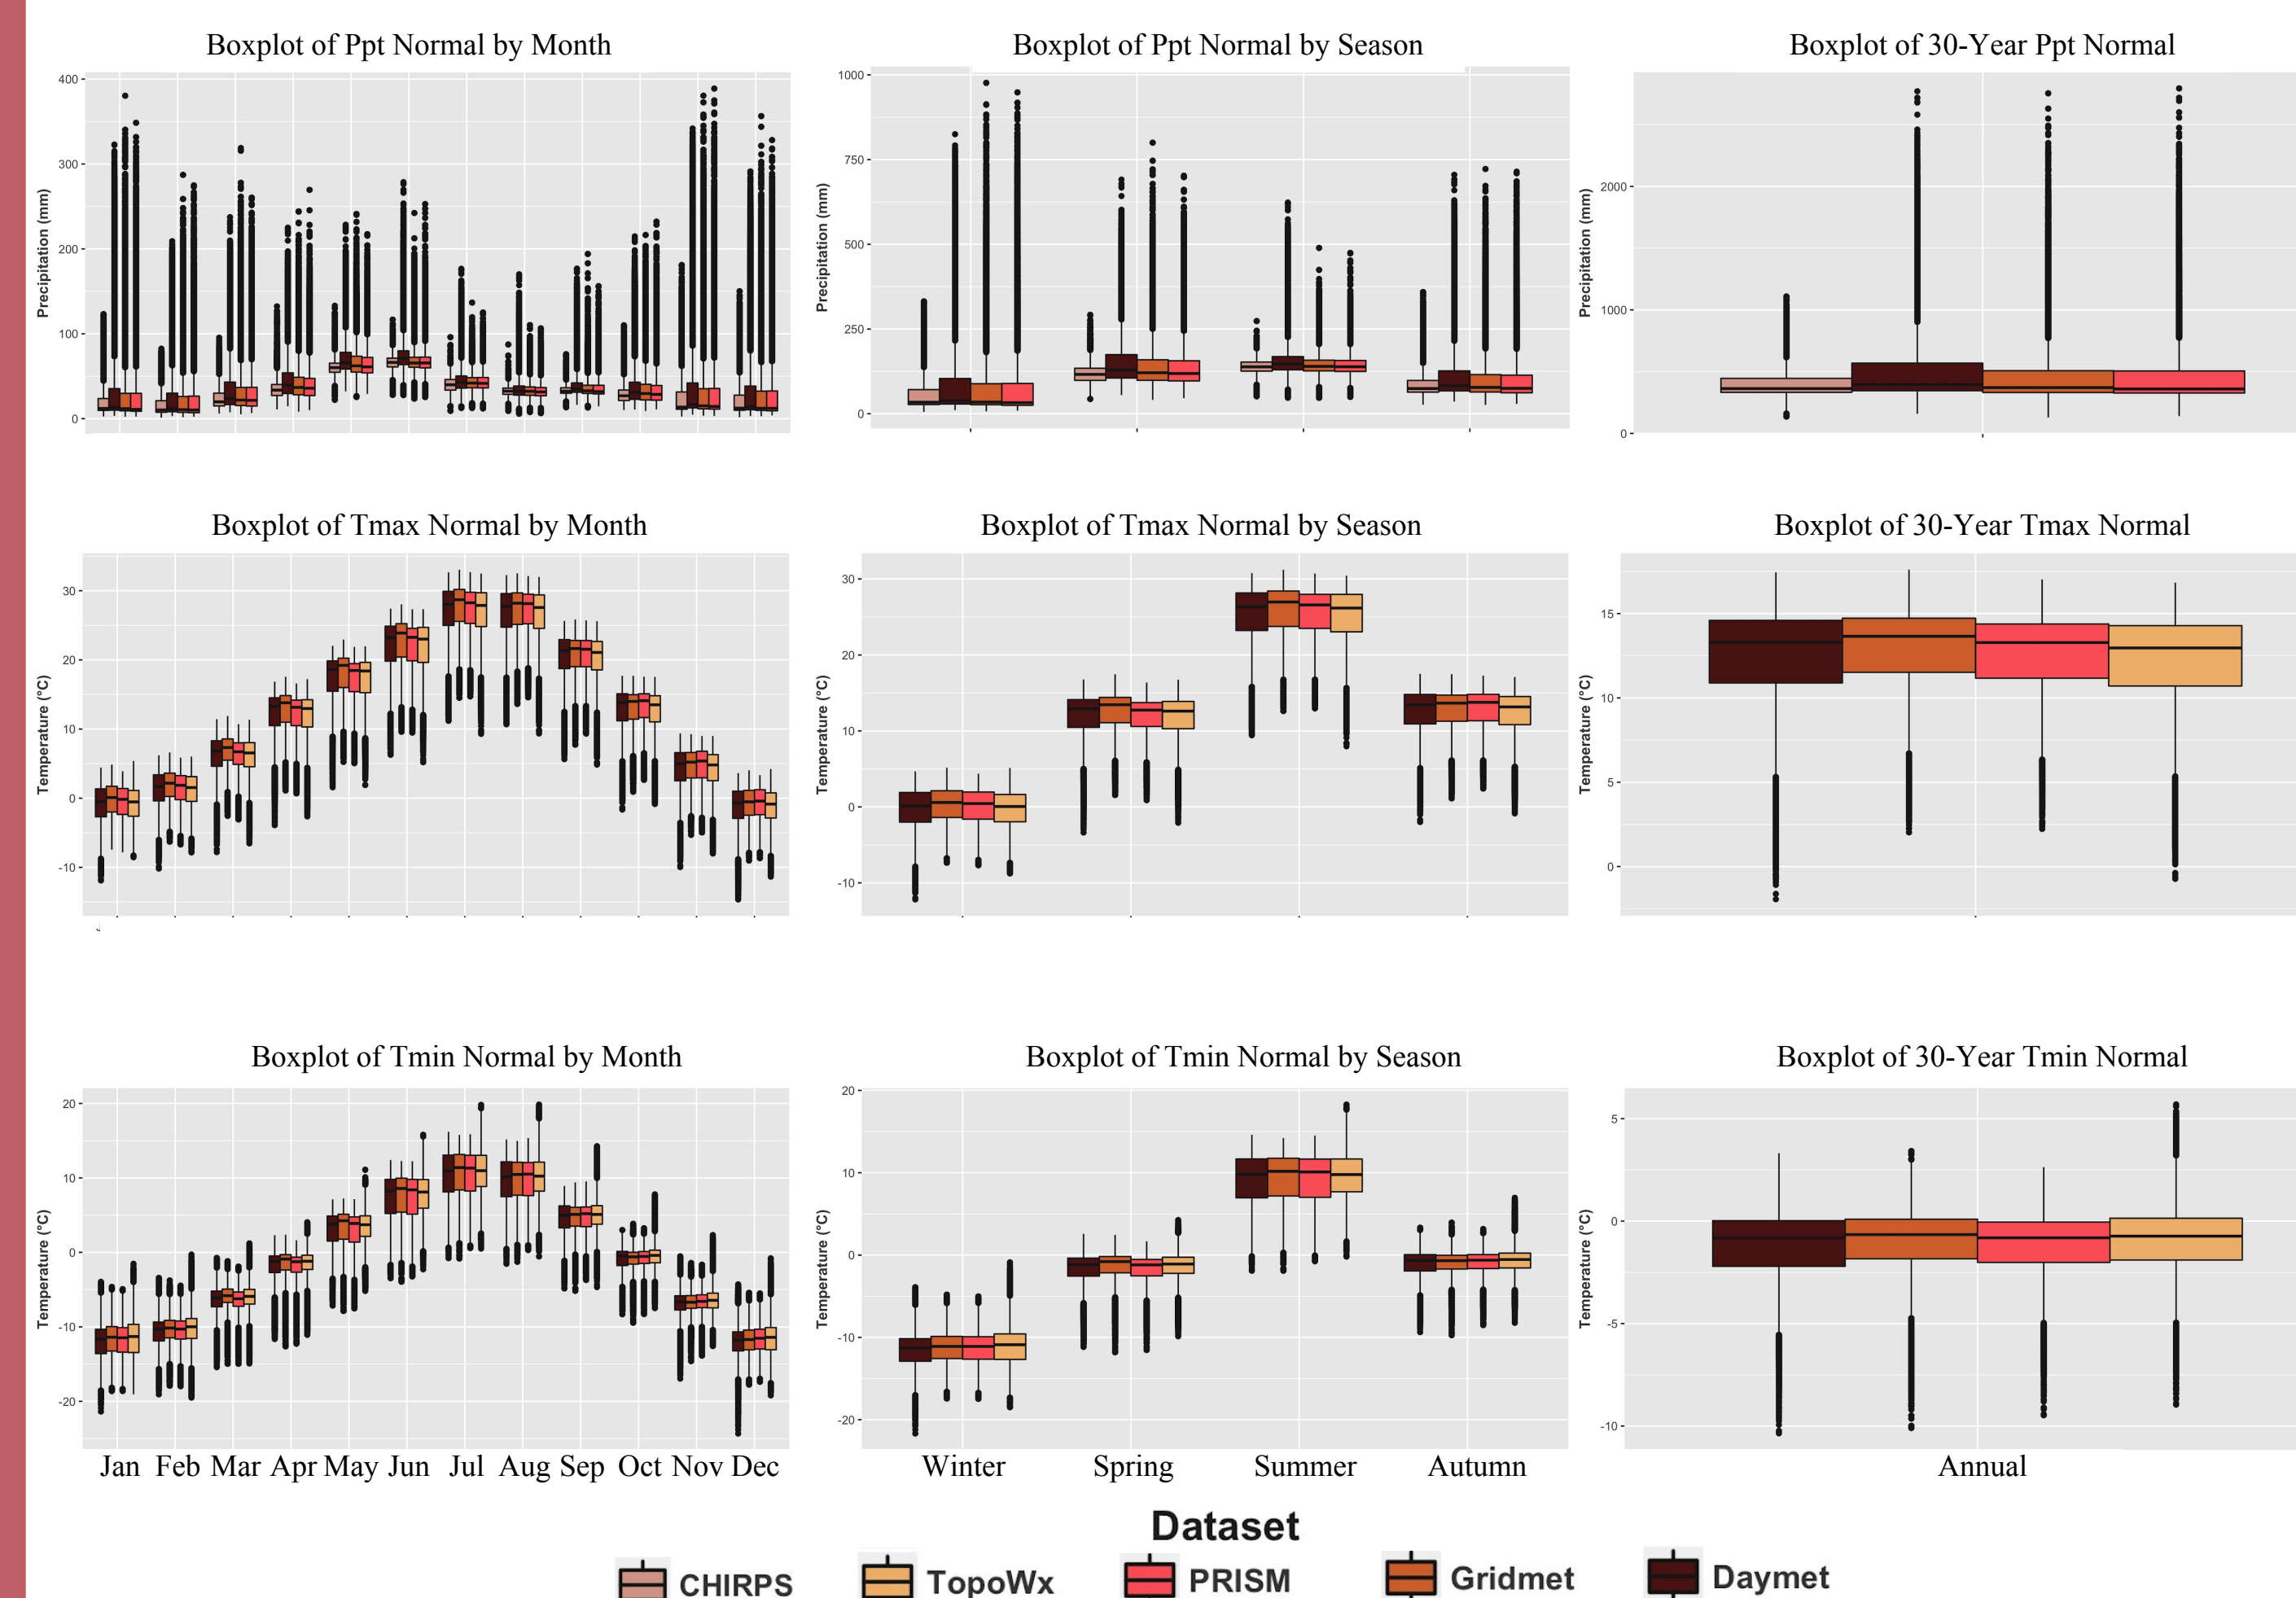 Boxplot of Ppt Normal by Month
Boxplot of Ppt Normal by Season
Boxplot of 30-Year Ppt Normal
Precipitation (mm)
400
300
200
100
0
Precipitation (mm)
1000
750
500
250
0
Precipitation (mm)
2000
1000
0
Boxplot of Tmax Normal by Month
Boxplot of Tmax Normal by Season
Boxplot of 30-Year Tmax Normal
Temperature (°C)
30
20
10
0
-10
Temperature (°C)
30
20
10
0
-10
Temperature (°C)
15
10
5
0
Boxplot of Tmin Normal by Month
Boxplot of Tmin Normal by Season
Boxplot of 30-Year Tmin Normal
Temperature (°C)
20
10
0
-10
-20
Temperature (°C)
20
10
0
-10
-20
Temperature (°C)
5
0
-5
-10
Jan Feb Mar Apr May Jun Jul Aug Sep Oct Nov Dec
Winter Spring Summer Autumn
Annual
Dataset
CHIRPS TopoWx PRISM Gridmet Daymet